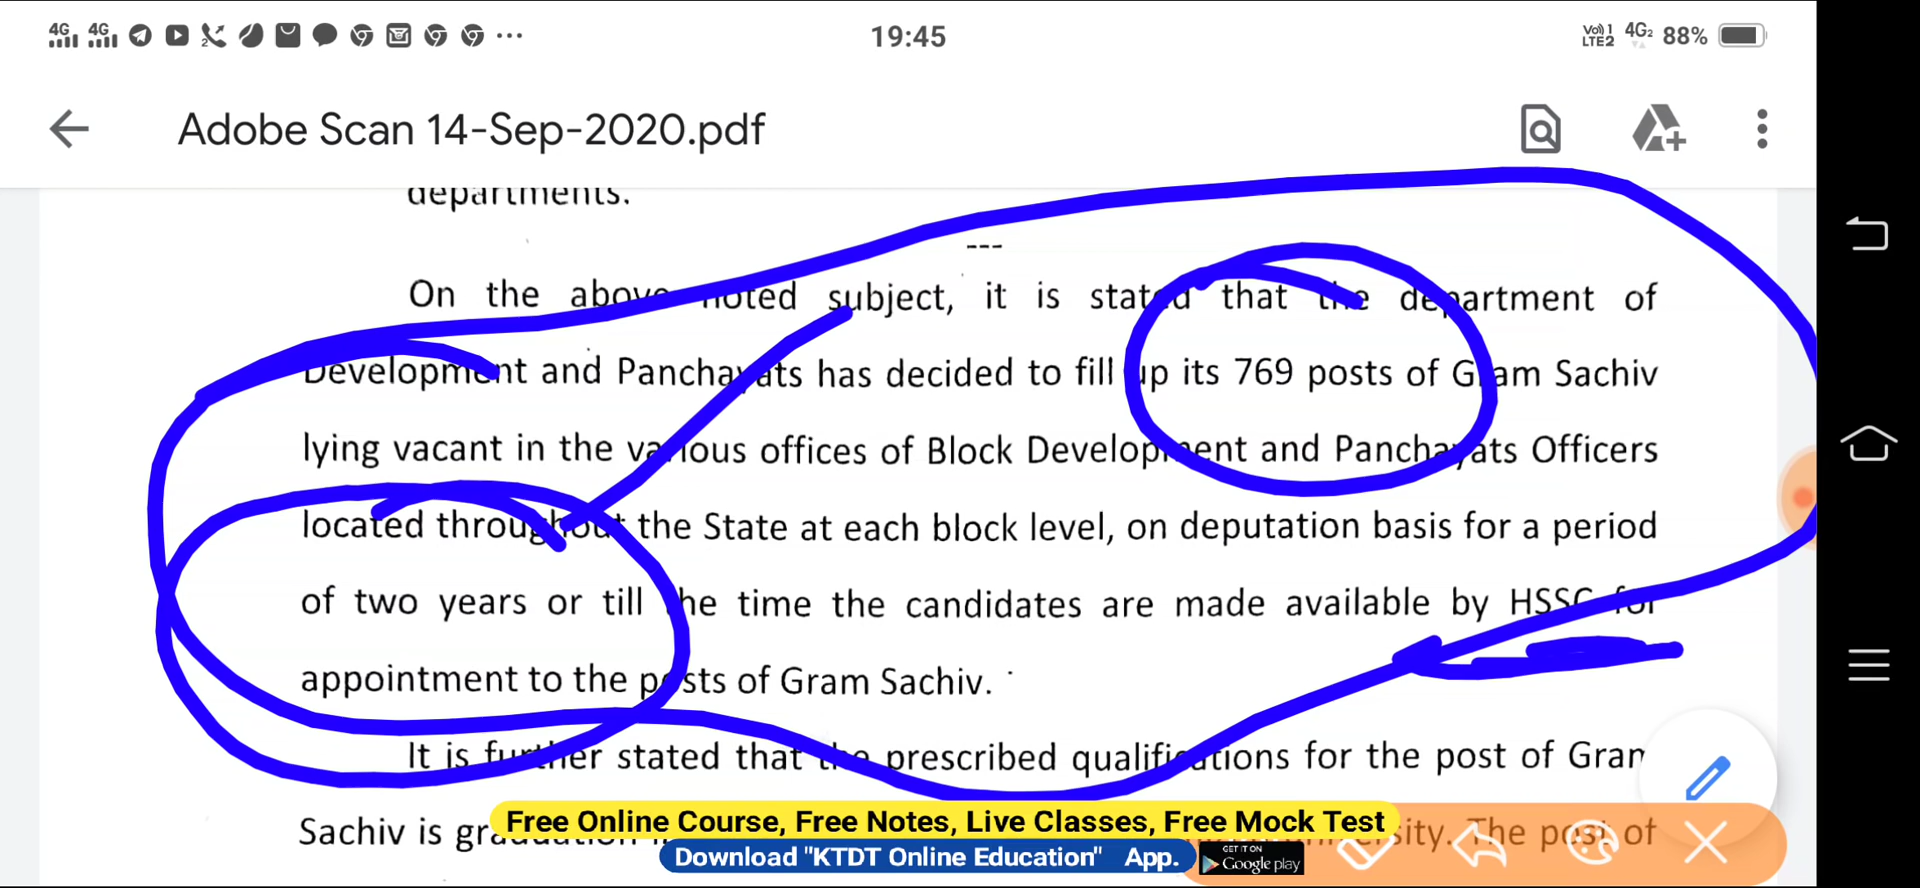 4G 4G 19:45 Vo)) 1 LTE2 4G2 88%
Adobe Scan 14-Sep-2020.pdf
departments.
---
On the above noted subject, it is stated that the department of
Development and Panchayats has decided to fill up its 769 posts of Gram Sachiv
lying vacant in the various offices of Block Development and Panchayats Officers
located throughout the State at each block level, on deputation basis for a period
of two years or till the time the candidates are made available by HSSC for
appointment to the posts of Gram Sachiv.
It is further stated that the prescribed qualifications for the post of Gram
Sachiv is The post of
Free Online Course, Free Notes, Live Classes, Free Mock Test
Download "KTDT Online Education" App. GET IT ON Google play